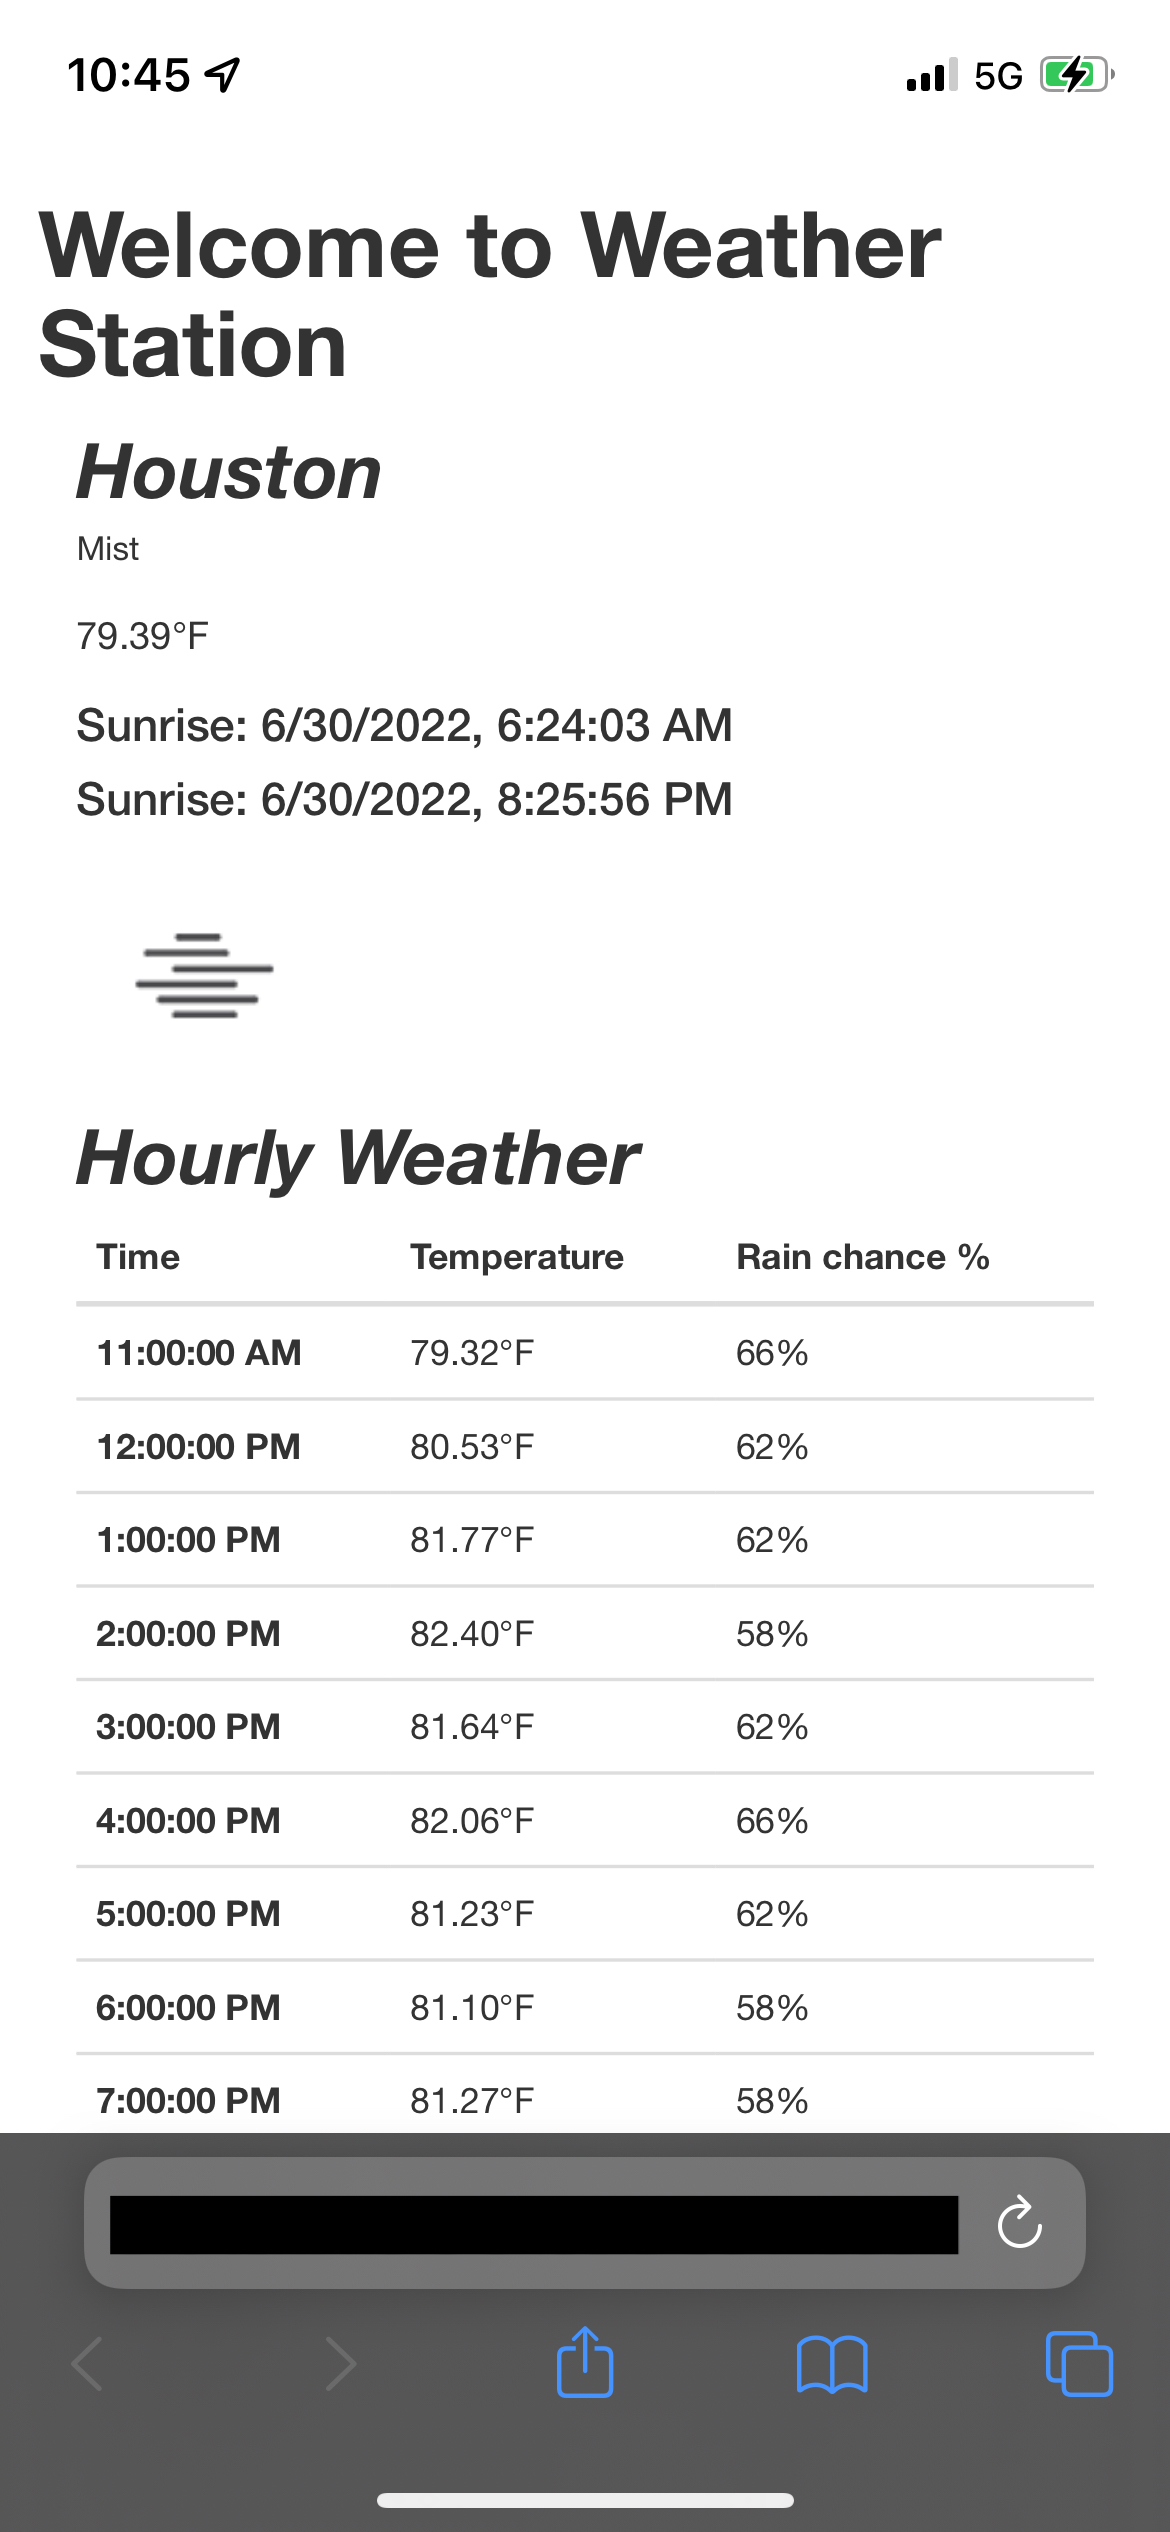 10:45
5G
Welcome to Weather
Station
Houston
Mist
79.39°F
Sunrise: 6/30/2022, 6:24:03 AM
Sunrise: 6/30/2022, 8:25:56 PM
Hourly Weather
Time Temperature Rain chance %
11:00:00 AM 79.32°F 66%
12:00:00 PM 80.53°F 62%
1:00:00 PM 81.77°F 62%
2:00:00 PM 82.40°F 58%
3:00:00 PM 81.64°F 62%
4:00:00 PM 82.06°F 66%
5:00:00 PM 81.23°F 62%
6:00:00 PM 81.10°F 58%
7:00:00 PM 81.27°F 58%